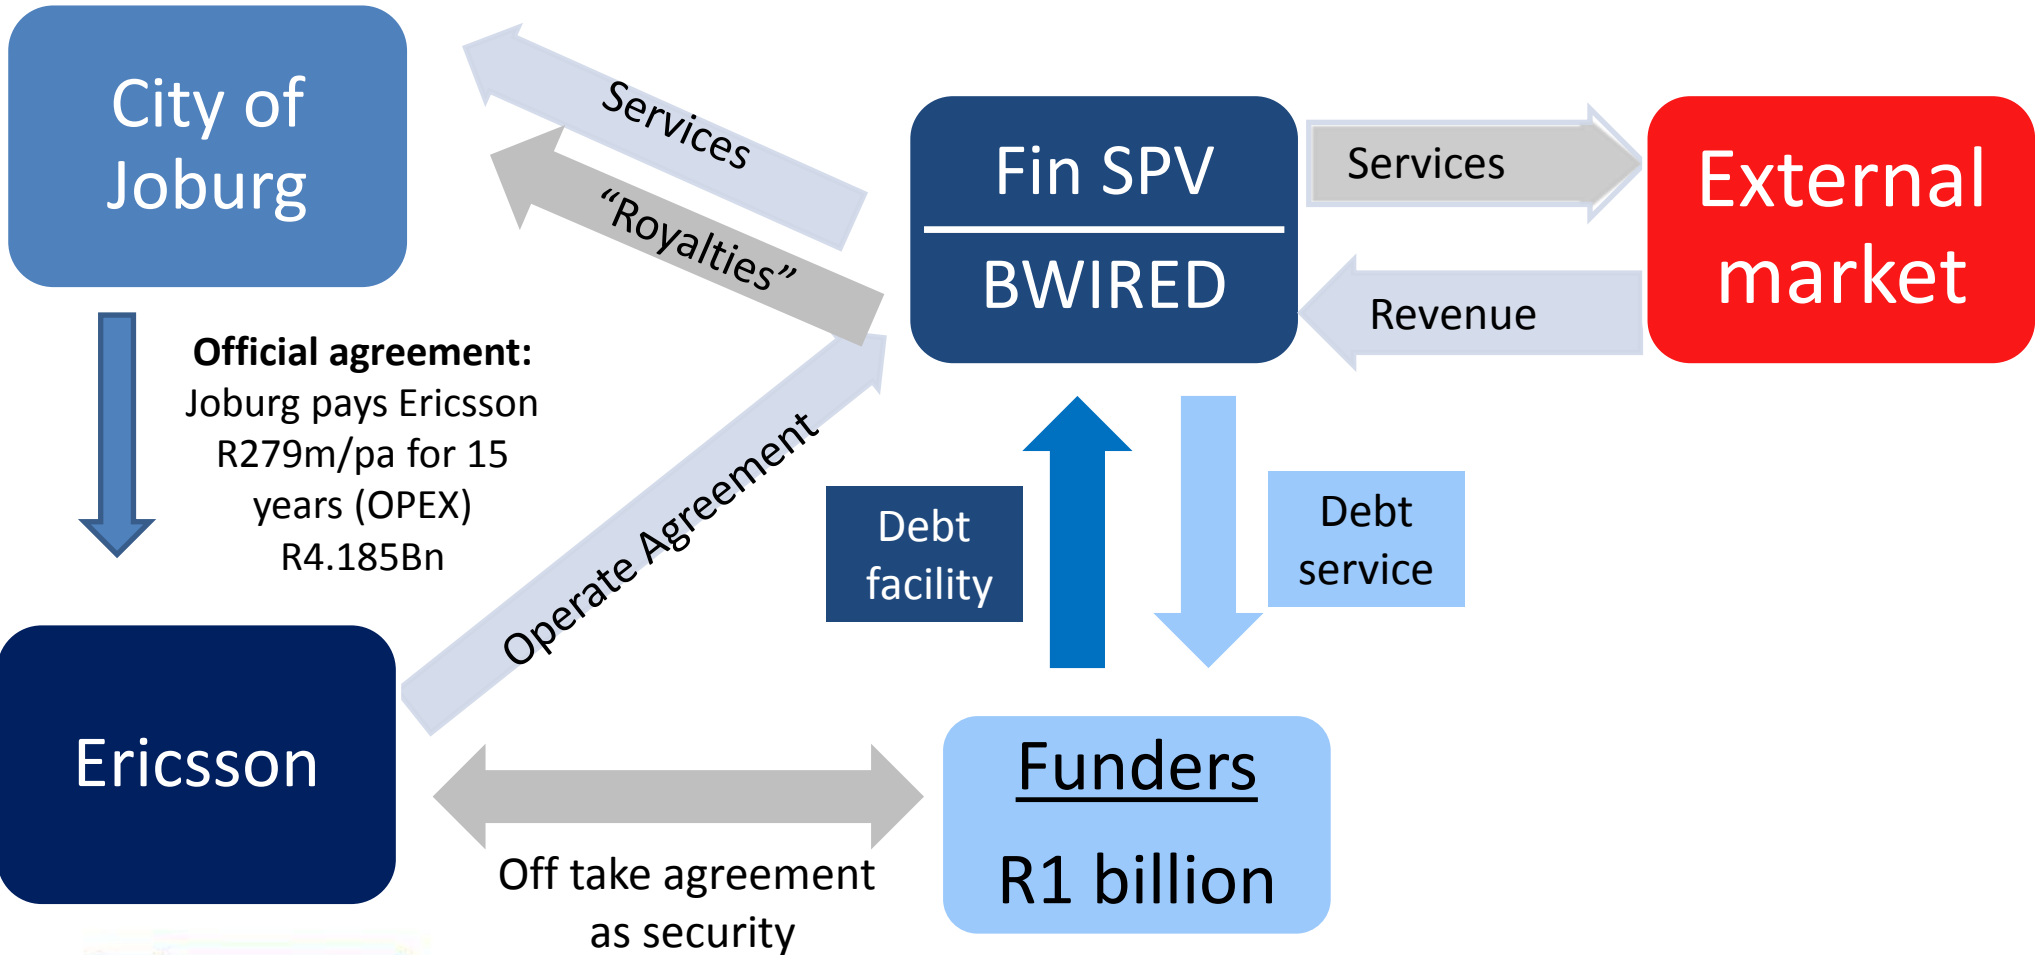 City of
Joburg
Services
“Royalties”
Fin SPV
BWIRED
Services
Revenue
External
market
Official agreement:
Joburg pays Ericsson
R279m/pa for 15
years (OPEX)
R4.185Bn
Operate Agreement
Debt
facility
Debt
service
Ericsson
Off take agreement
as security
Funders
R1 billion